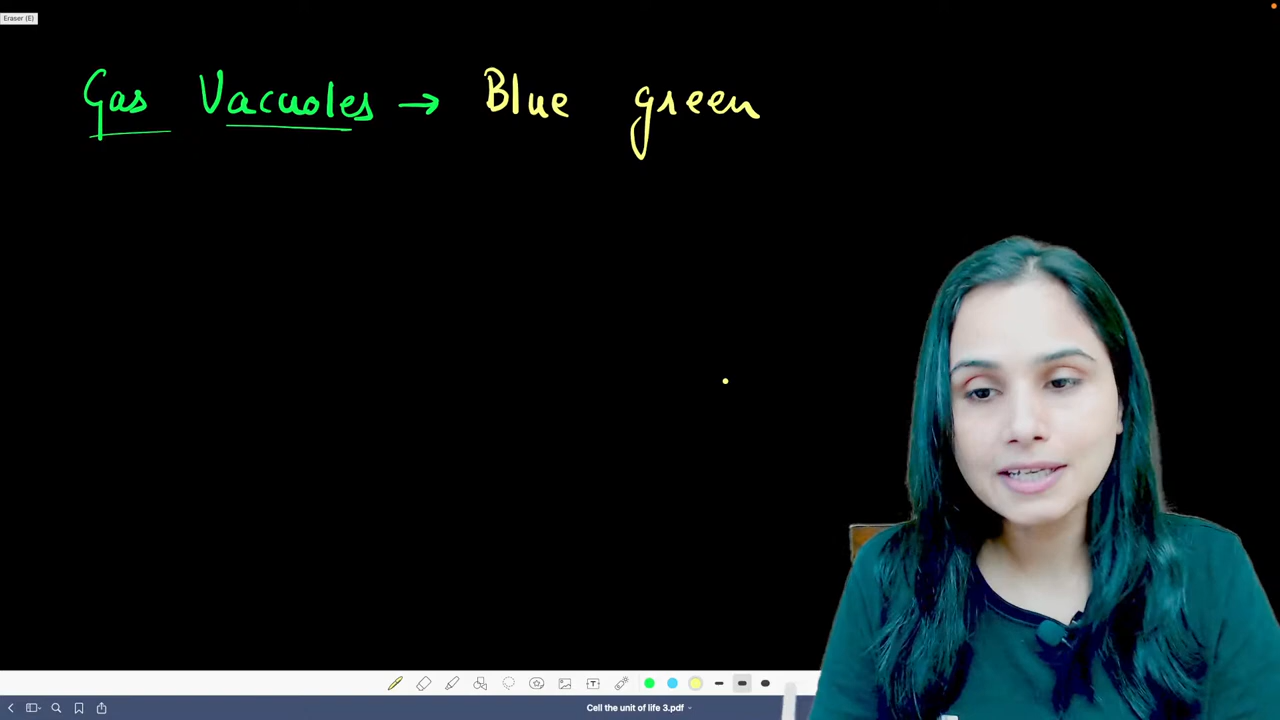 Eraser (E)
Gas Vacuoles → Blue green
Cell the unit of life 3.pdf